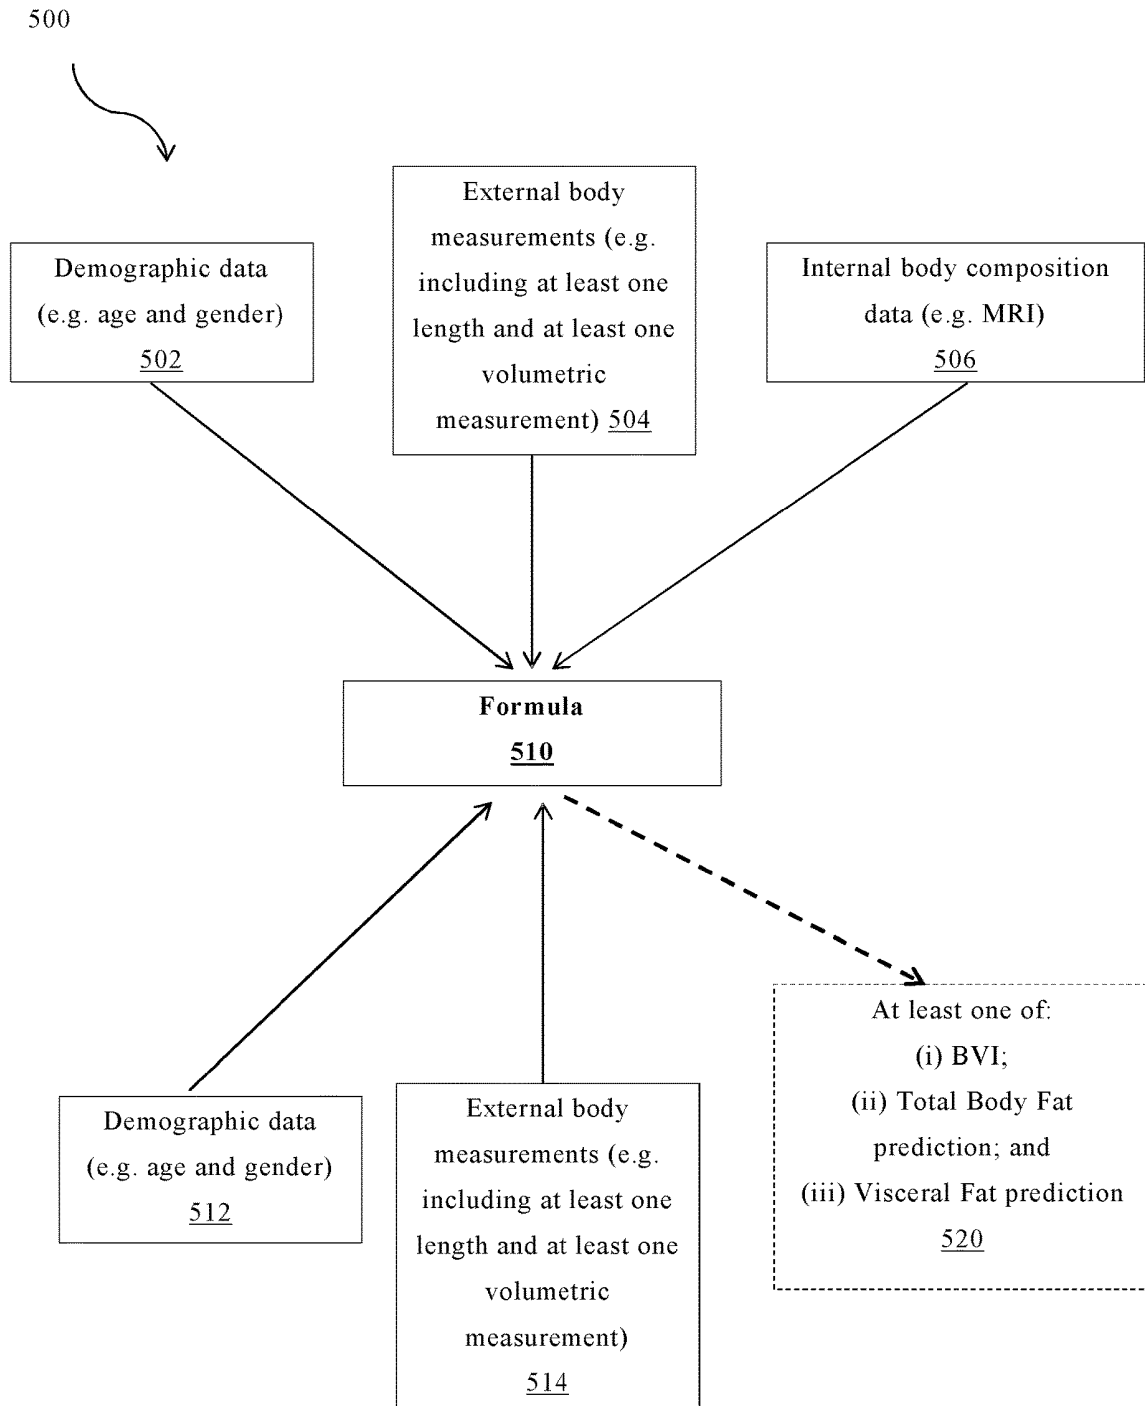 500
Demographic data
(e.g. age and gender)
502
External body
measurements (e.g.
including at least one
length and at least one
volumetric
measurement) 504
Internal body composition
data (e.g. MRI)
506
Formula
510
Demographic data
(e.g. age and gender)
512
External body
measurements (e.g.
including at least one
length and at least one
volumetric
measurement)
514
At least one of:
(i) BVI;
(ii) Total Body Fat
prediction; and
(iii) Visceral Fat prediction
520